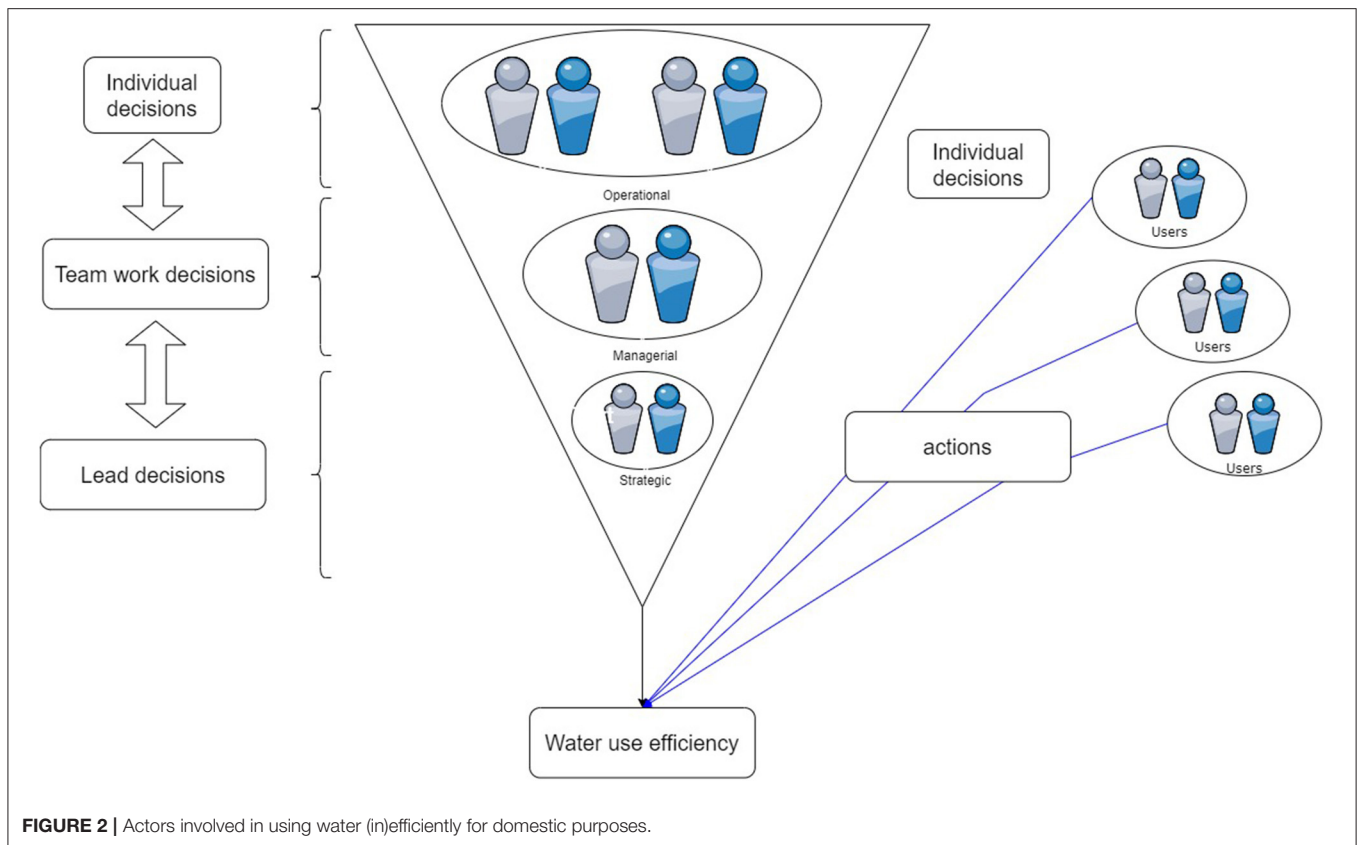 Individual
decisions
Team work decisions
Lead decisions
Operational
Managerial
Strategic
Individual
decisions
Users
Users
Users
actions
Water use efficiency
FIGURE 2 | Actors involved in using water (in)efficiently for domestic purposes.